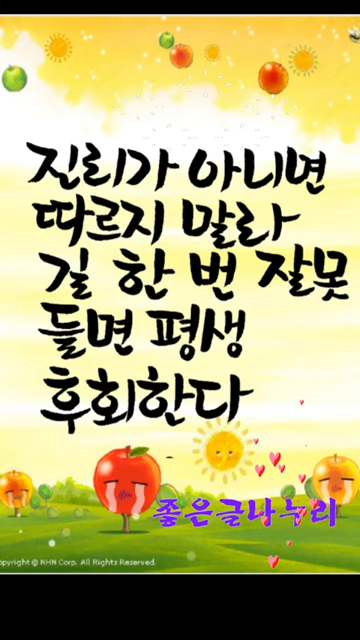 진리가 아니면
따르지 말라
길 한 번 잘못
들면 평생
후회한다
좋은글나누리
opyright © NHN Corp. All Rights Reserved.